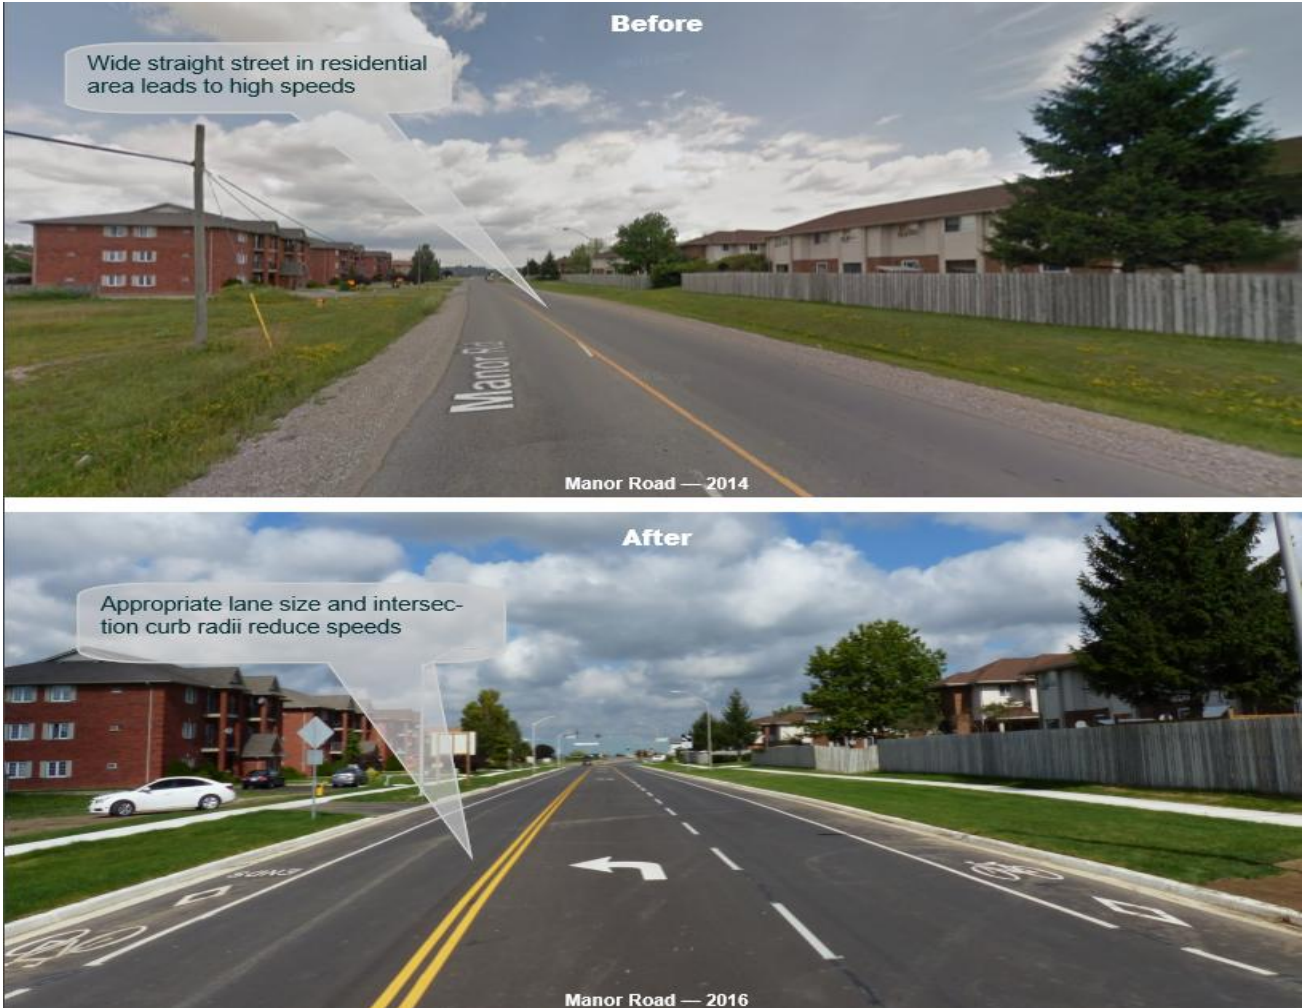 Before
Wide straight street in residential
area leads to high speeds
Manor Rd
Manor Road — 2014
After
Appropriate lane size and intersec-
tion curb radii reduce speeds
ENDS
Manor Road — 2016